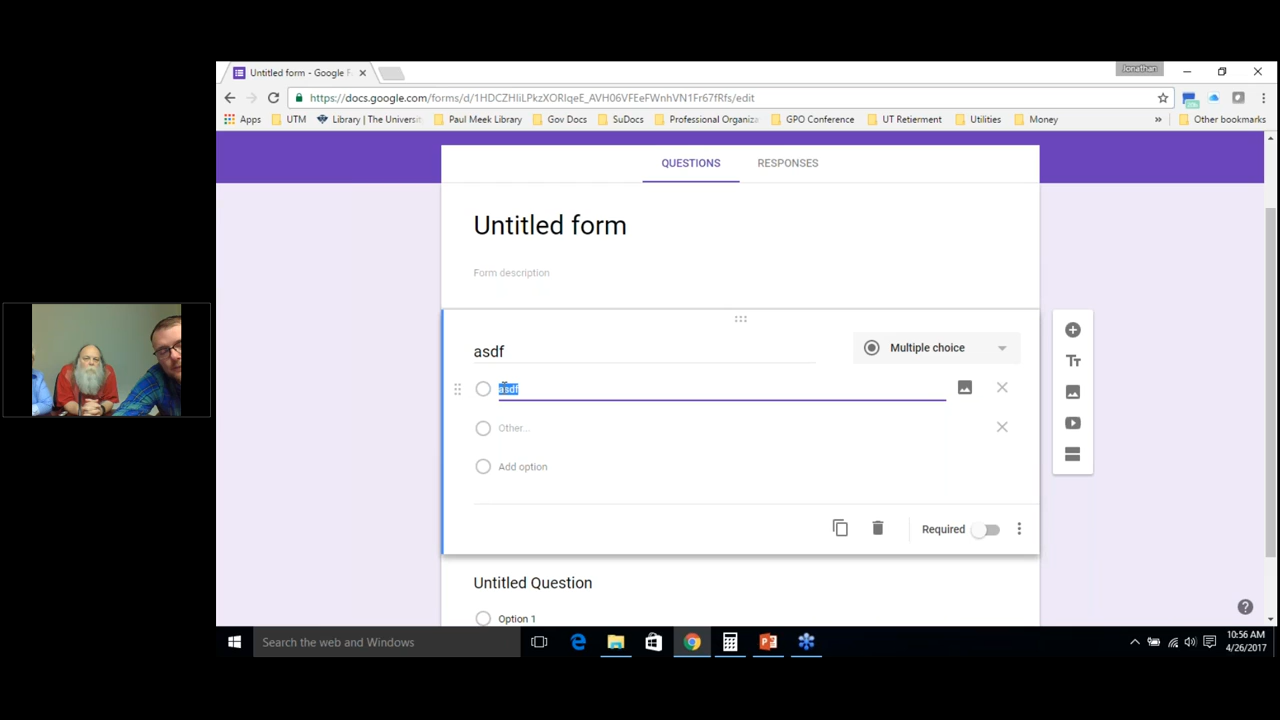 Untitled form - Google F
Jonathan
https://docs.google.com/forms/d/1HDCZHIiLPkzXORIqeE_AVH06VFEeFWnhVN1Fr67fRfs/edit
Apps UTM Library | The Universit Paul Meek Library Gov Docs SuDocs Professional Organiza GPO Conference UT Retierment Utilities Money » Other bookmarks
QUESTIONS RESPONSES
Untitled form
Form description
asdf Multiple choice
asdf
Other...
Add option
Required
Untitled Question
Option 1
Search the web and Windows
10:56 AM
4/26/2017